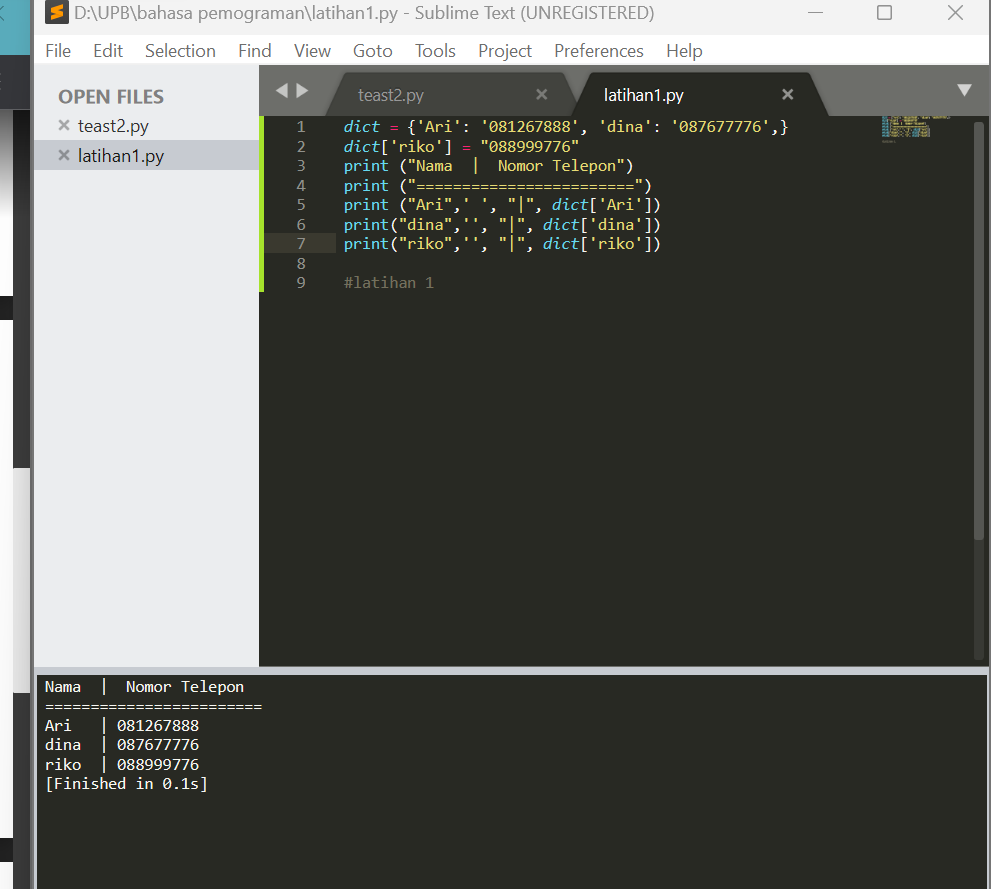 D:\UPB\bahasa pemograman\latihan1.py - Sublime Text (UNREGISTERED)
File Edit Selection Find View Goto Tools Project Preferences Help
OPEN FILES
teast2.py
latihan1.py
teast2.py latihan1.py
1 dict = {'Ari': '081267888', 'dina': '087677776',}
2 dict['riko'] = "088999776"
3 print ("Nama  |  Nomor Telepon")
4 print ("========================")
5 print ("Ari",' ', "|", dict['Ari'])
6 print("dina",'', "|", dict['dina'])
7 print("riko",'', "|", dict['riko'])
8
9 #latihan 1
Nama  |  Nomor Telepon
========================
Ari   | 081267888
dina  | 087677776
riko  | 088999776
[Finished in 0.1s]